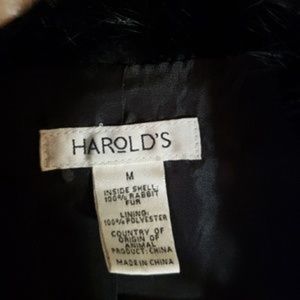 HAROLD'S
M
INSIDE SHELL:
100% RABBIT
FUR
LINING:
100% POLYESTER
COUNTRY OF
ORIGIN OF
ANIMAL
PRODUCT: CHINA
MADE IN CHINA